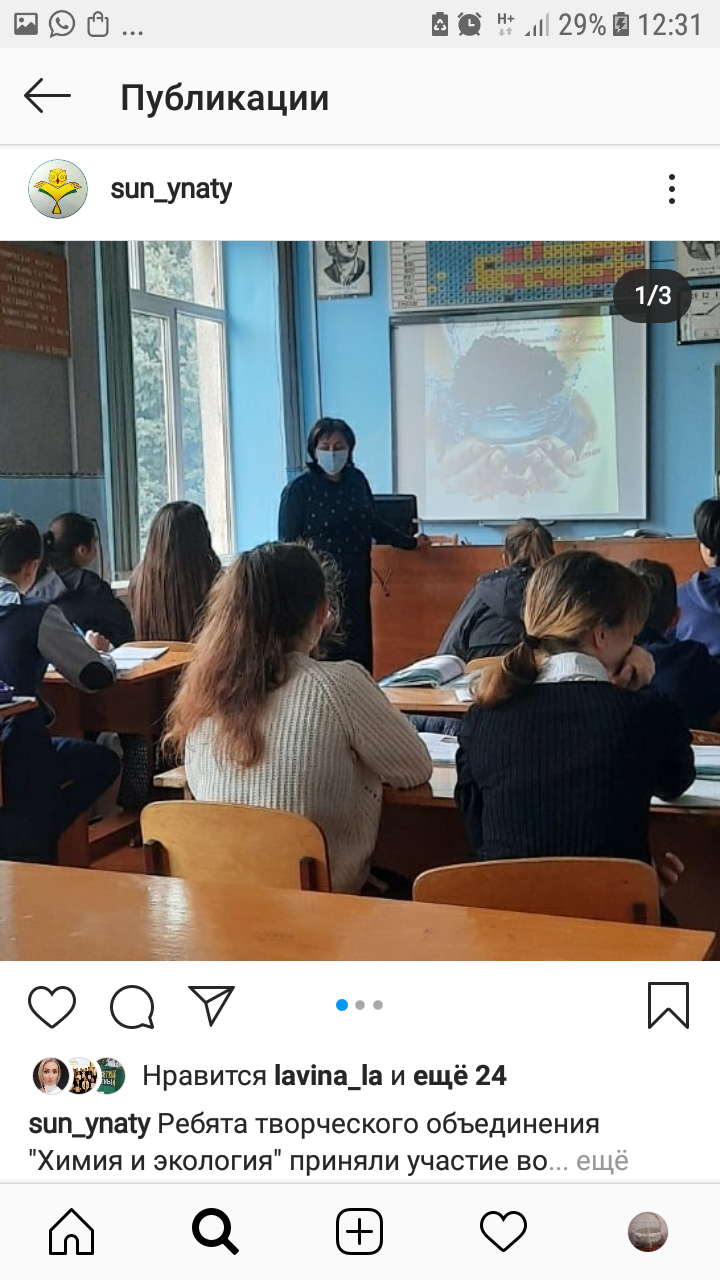 ...
H+
29%
12:31
Публикации
sun_ynaty
1/3
Нравится lavina_la и ещё 24
sun_ynaty Ребята творческого объединения
"Химия и экология" приняли участие во... ещё